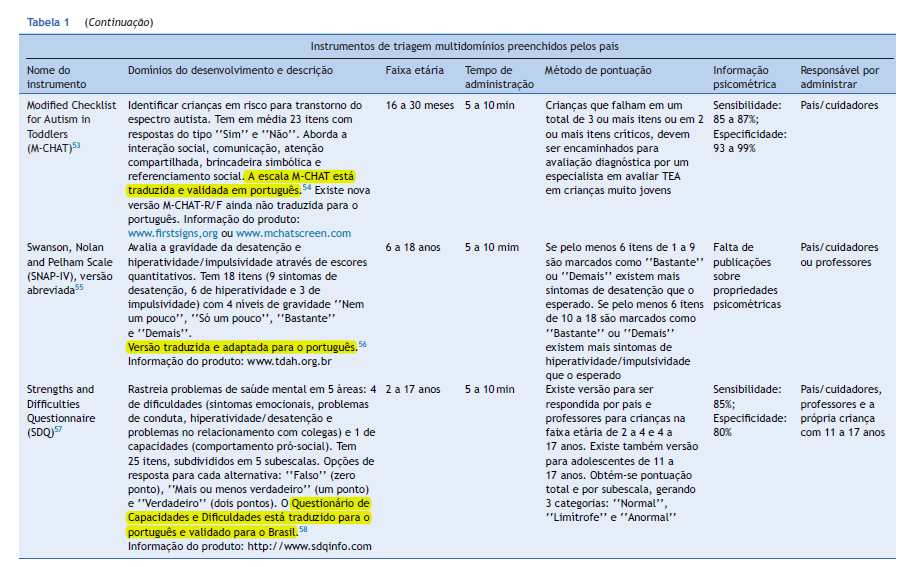 Tabela 1 (Continuação)
Instrumentos de triagem multidomínios preenchidos pelos pais
Nome do instrumento
Domínios do desenvolvimento e descrição
Faixa etária
Tempo de administração
Método de pontuação
Informação psicométrica
Responsável por administrar
Modified Checklist
for Autism in
Toddlers
(M-CHAT)53
Identificar crianças em risco para transtorno do
espectro autista. Tem em média 23 itens com
respostas do tipo ‘‘Sim’’ e ‘‘Não’’. Aborda a
interação social, comunicação, atenção
compartilhada, brincadeira simbólica e
referenciamento social. A escala M-CHAT está
traduzida e validada em português.54 Existe nova
versão M-CHAT-R/F ainda não traduzida para o
português. Informação do produto:
www.firstsigns,org ou www.mchatscreen.com
16 a 30 meses
5 a 10 min
Crianças que falham em um
total de 3 ou mais itens ou em 2
ou mais itens críticos, devem
ser encaminhados para
avaliação diagnóstica por um
especialista em avaliar TEA
em crianças muito jovens
Sensibilidade:
85 a 87%;
Especificidade:
93 a 99%
Pais/cuidadores
Swanson, Nolan
and Pelham Scale
(SNAP-IV), versão
abreviada55
Avalia a gravidade da desatenção e
hiperatividade/impulsividade através de escores
quantitativos. Tem 18 itens (9 sintomas de
desatenção, 6 de hiperatividade e 3 de
impulsividade) com 4 níveis de gravidade ‘‘Nem
um pouco’’, ‘‘Só um pouco’’, ‘‘Bastante’’
e ‘‘Demais’’.
Versão traduzida e adaptada para o português.56
Informação do produto: www.tdah.org.br
6 a 18 anos
5 a 10 mim
Se pelo menos 6 itens de 1 a 9
são marcados como ‘‘Bastante’’
ou ‘‘Demais’’ existem mais
sintomas de desatenção que o
esperado. Se pelo menos 6 itens
de 10 a 18 são marcados como
‘‘Bastante’’ ou ‘‘Demais’’
existem mais sintomas de
hiperatividade/impulsividade
que o esperado
Falta de
publicações
sobre
propriedades
psicométricas
Pais/cuidadores
ou professores
Strengths and
Difficulties
Questionnaire
(SDQ)57
Rastreia problemas de saúde mental em 5 áreas: 4
de dificuldades (sintomas emocionais, problemas
de conduta, hiperatividade/desatenção e
problemas no relacionamento com colegas) e 1 de
capacidades (comportamento pró-social). Tem
25 itens, subdivididos em 5 subescalas. Opções de
resposta para cada alternativa: ‘‘Falso’’ (zero
ponto), ‘‘Mais ou menos verdadeiro’’ (um ponto)
e ‘‘Verdadeiro’’ (dois pontos). O Questionário de
Capacidades e Dificuldades está traduzido para o
português e validado para o Brasil.58
Informação do produto: http://www.sdqinfo.com
2 a 17 anos
5 a 10 min
Existe versão para ser
respondida por pais e
professores para crianças na
faixa etária de 2 a 4 e 4 a
17 anos. Existe também versão
para adolescentes de 11 a
17 anos. Obtém-se pontuação
total e por subescala, gerando
3 categorias: ‘‘Normal’’,
‘‘Limítrofe’’ e ‘‘Anormal’’
Sensibilidade:
85%;
Especificidade:
80%
Pais/cuidadores,
professores e a
própria criança
com 11 a 17 anos